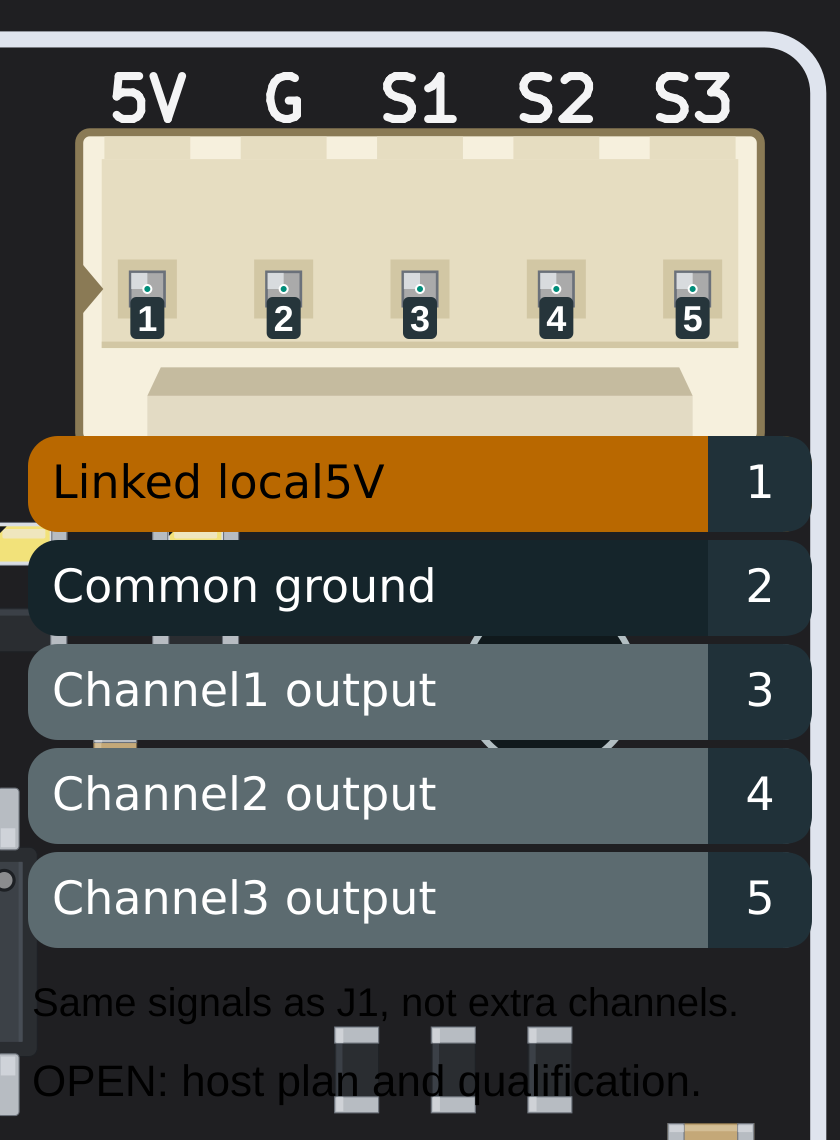 5V G S1 S2 S3
1 2 3 4 5
Linked local5V 1
Common ground 2
Channel1 output 3
Channel2 output 4
Channel3 output 5
Same signals as J1, not extra channels.
OPEN: host plan and qualification.